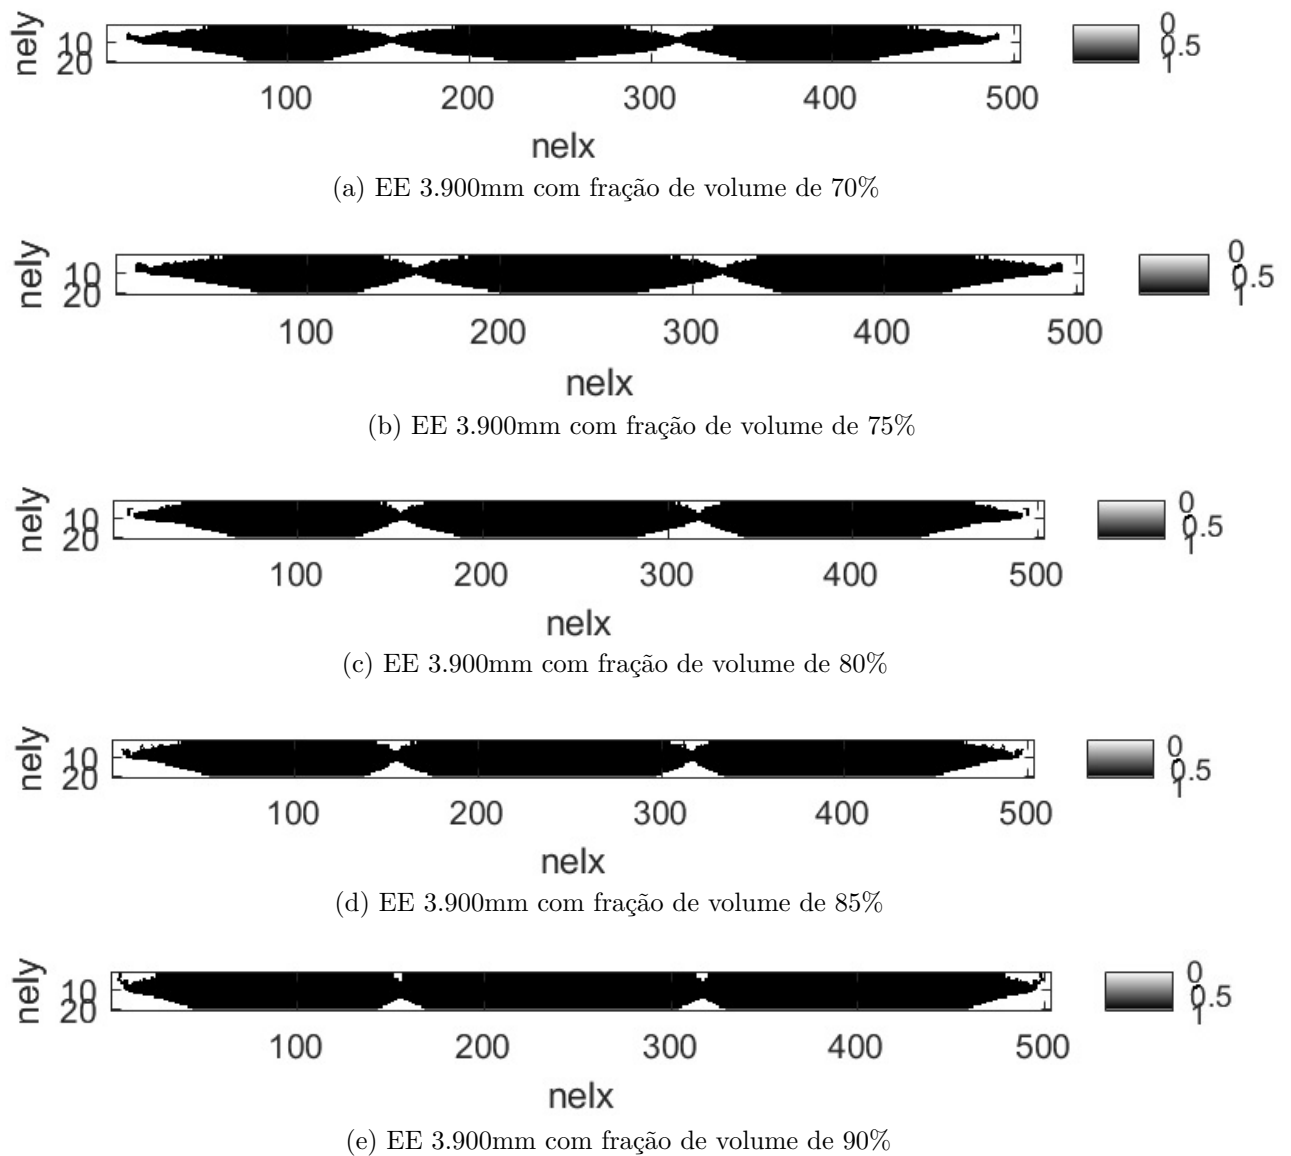 nely
10
20
100 200 300 400 500
nelx
0
0.5
1
(a) EE 3.900mm com fração de volume de 70%
nely
10
20
100 200 300 400 500
nelx
0
0.5
1
(b) EE 3.900mm com fração de volume de 75%
nely
10
20
100 200 300 400 500
nelx
0
0.5
1
(c) EE 3.900mm com fração de volume de 80%
nely
10
20
100 200 300 400 500
nelx
0
0.5
1
(d) EE 3.900mm com fração de volume de 85%
nely
10
20
100 200 300 400 500
nelx
0
0.5
1
(e) EE 3.900mm com fração de volume de 90%